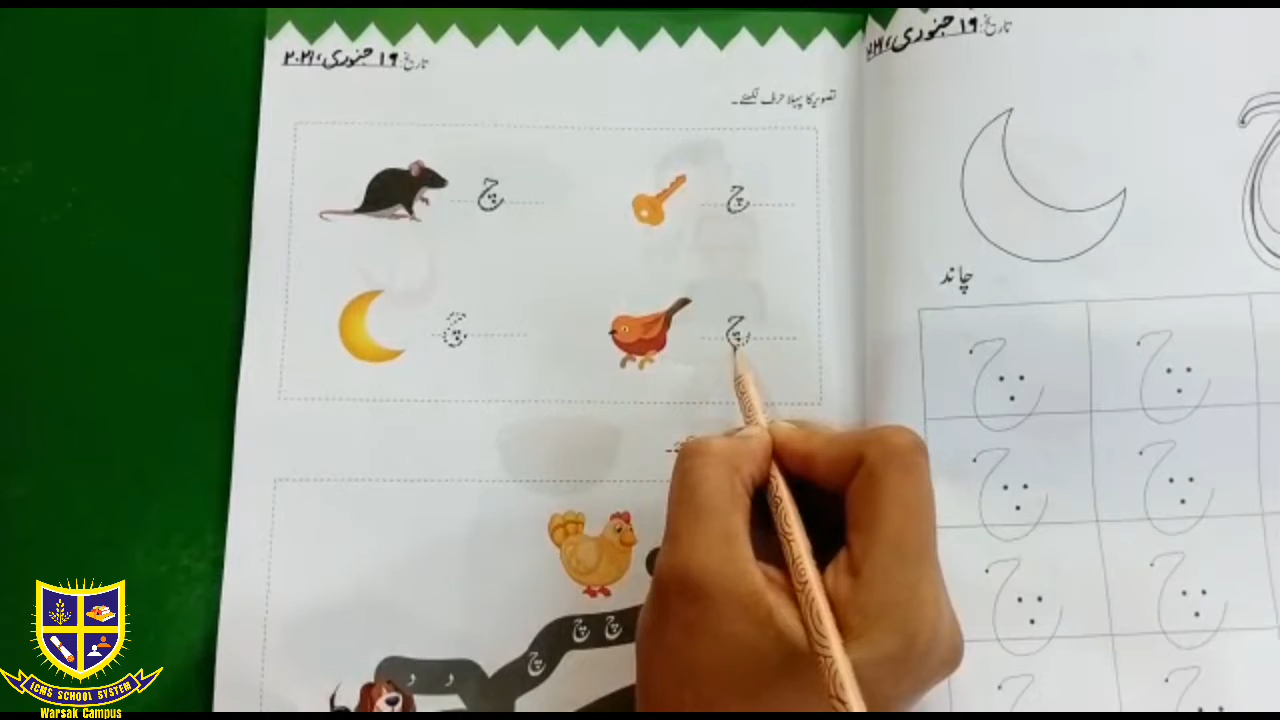 تاریخ: ۱۹ جنوری، ۲۰۲۱
تصویر کا پہلا حرف لکھئے۔
چ
چ
چ
چ
چ چ
چ
د د
تاریخ: ۱۹ جنوری، ۲۰۲۱
چاند
چ چ
چ چ
چ چ
ICMS SCHOOL SYSTEM
Warsak Campus